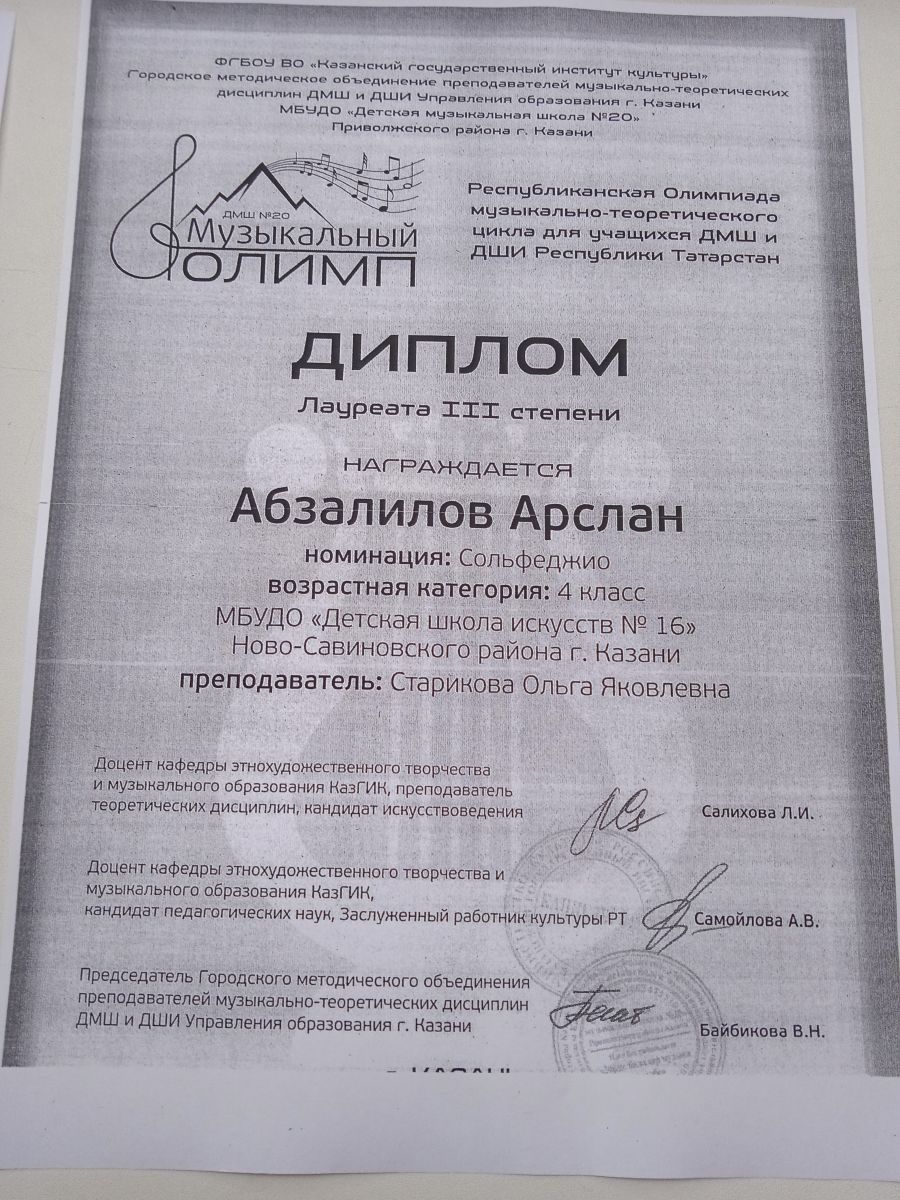 ФГБОУ ВО «Казанский государственный институт культуры»
Городское методическое объединение преподавателей музыкально-теоретических
дисциплин ДМШ и ДШИ Управления образования г. Казани
МБУДО «Детская музыкальная школа №20»
Приволжского района г. Казани
ДМШ №20
Музыкальный
ОЛИМП
Республиканская Олимпиада
музыкально-теоретического
цикла для учащихся ДМШ и
ДШИ Республики Татарстан
ДИПЛОМ
Лауреата III степени
НАГРАЖДАЕТСЯ
Абзалилов Арслан
номинация: Сольфеджио
возрастная категория: 4 класс
МБУДО «Детская школа искусств № 16»
Ново-Савиновского района г. Казани
преподаватель: Старикова Ольга Яковлевна
Доцент кафедры этнохудожественного творчества
и музыкального образования КазГИК, преподаватель
теоретических дисциплин, кандидат искусствоведения
Салихова Л.И.
Доцент кафедры этнохудожественного творчества и
музыкального образования КазГИК,
кандидат педагогических наук, Заслуженный работник культуры РТ
Самойлова А.В.
Председатель Городского методического объединения
преподавателей музыкально-теоретических дисциплин
ДМШ и ДШИ Управления образования г. Казани
Байбикова В.Н.